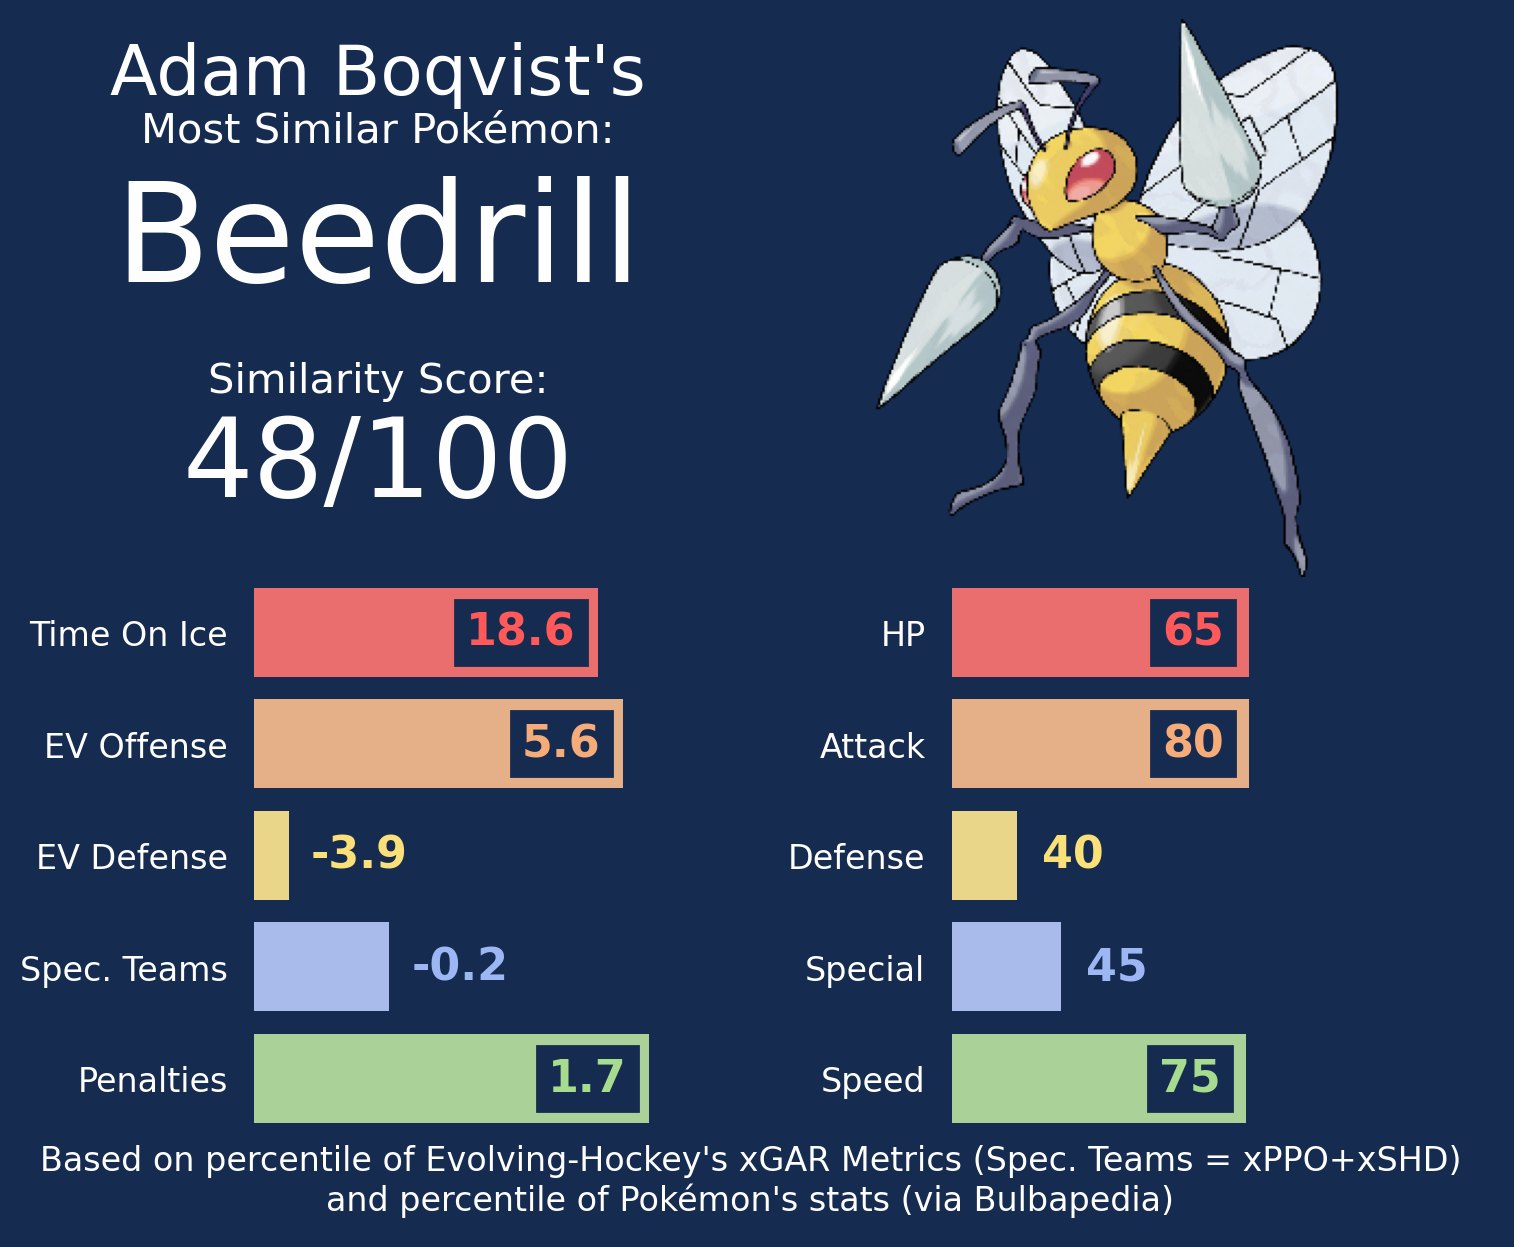 Adam Boqvist's
Most Similar Pokémon:
Beedrill
Similarity Score:
48/100
Time On Ice 18.6
EV Offense 5.6
EV Defense -3.9
Spec. Teams -0.2
Penalties 1.7
HP 65
Attack 80
Defense 40
Special 45
Speed 75
Based on percentile of Evolving-Hockey's xGAR Metrics (Spec. Teams = xPPO+xSHD)
and percentile of Pokémon's stats (via Bulbapedia)